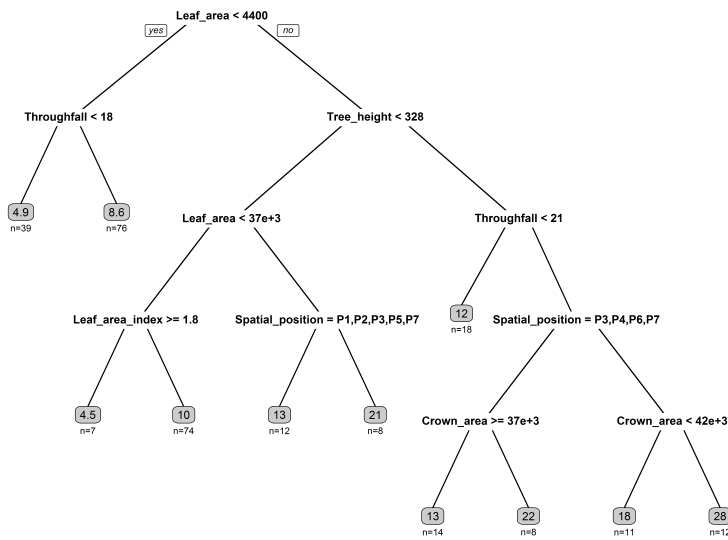 Leaf_area < 4400
yes
no
Throughfall < 18
Tree_height < 328
4.9
n=39
8.6
n=76
Leaf_area < 37e+3
Throughfall < 21
Leaf_area_index >= 1.8
Spatial_position = P1,P2,P3,P5,P7
12
n=18
Spatial_position = P3,P4,P6,P7
4.5
n=7
10
n=74
13
n=12
21
n=8
Crown_area >= 37e+3
Crown_area < 42e+3
13
n=14
22
n=8
18
n=11
28
n=12